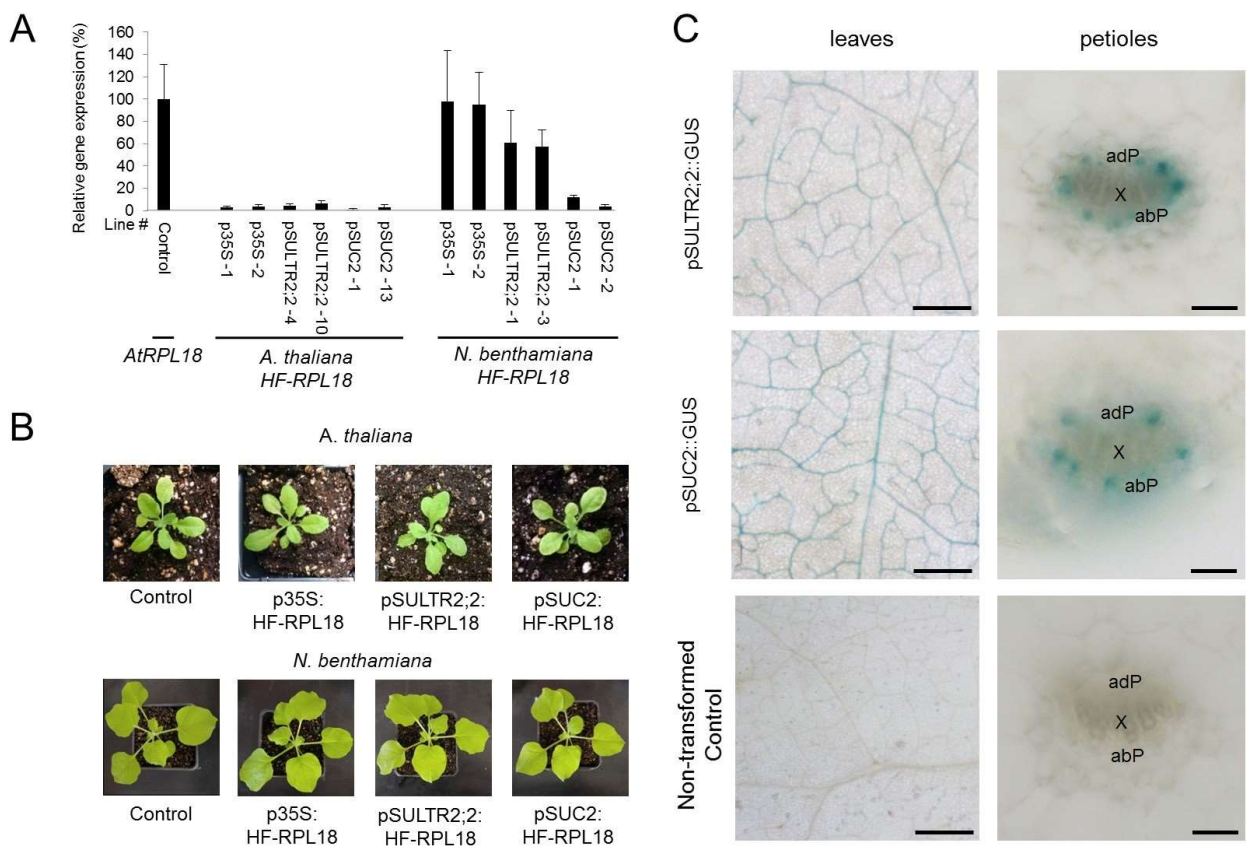 A
Relative gene expression (%)
160
140
120
100
80
60
40
20
0
Line #
Control
p35S -1
p35S -2
pSULTR2;2 -4
pSULTR2;2 -10
pSUC2 -1
pSUC2 -13
p35S -1
p35S -2
pSULTR2;2 -1
pSULTR2;2 -3
pSUC2 -1
pSUC2 -2
AtRPL18
A. thaliana
HF-RPL18
N. benthamiana
HF-RPL18
B
A. thaliana
Control
p35S:
HF-RPL18
pSULTR2;2:
HF-RPL18
pSUC2:
HF-RPL18
N. benthamiana
Control
p35S:
HF-RPL18
pSULTR2;2:
HF-RPL18
pSUC2:
HF-RPL18
C
leaves
petioles
pSULTR2;2::GUS
adP
X
abP
pSUC2::GUS
adP
X
abP
Non-transformed
Control
adP
X
abP